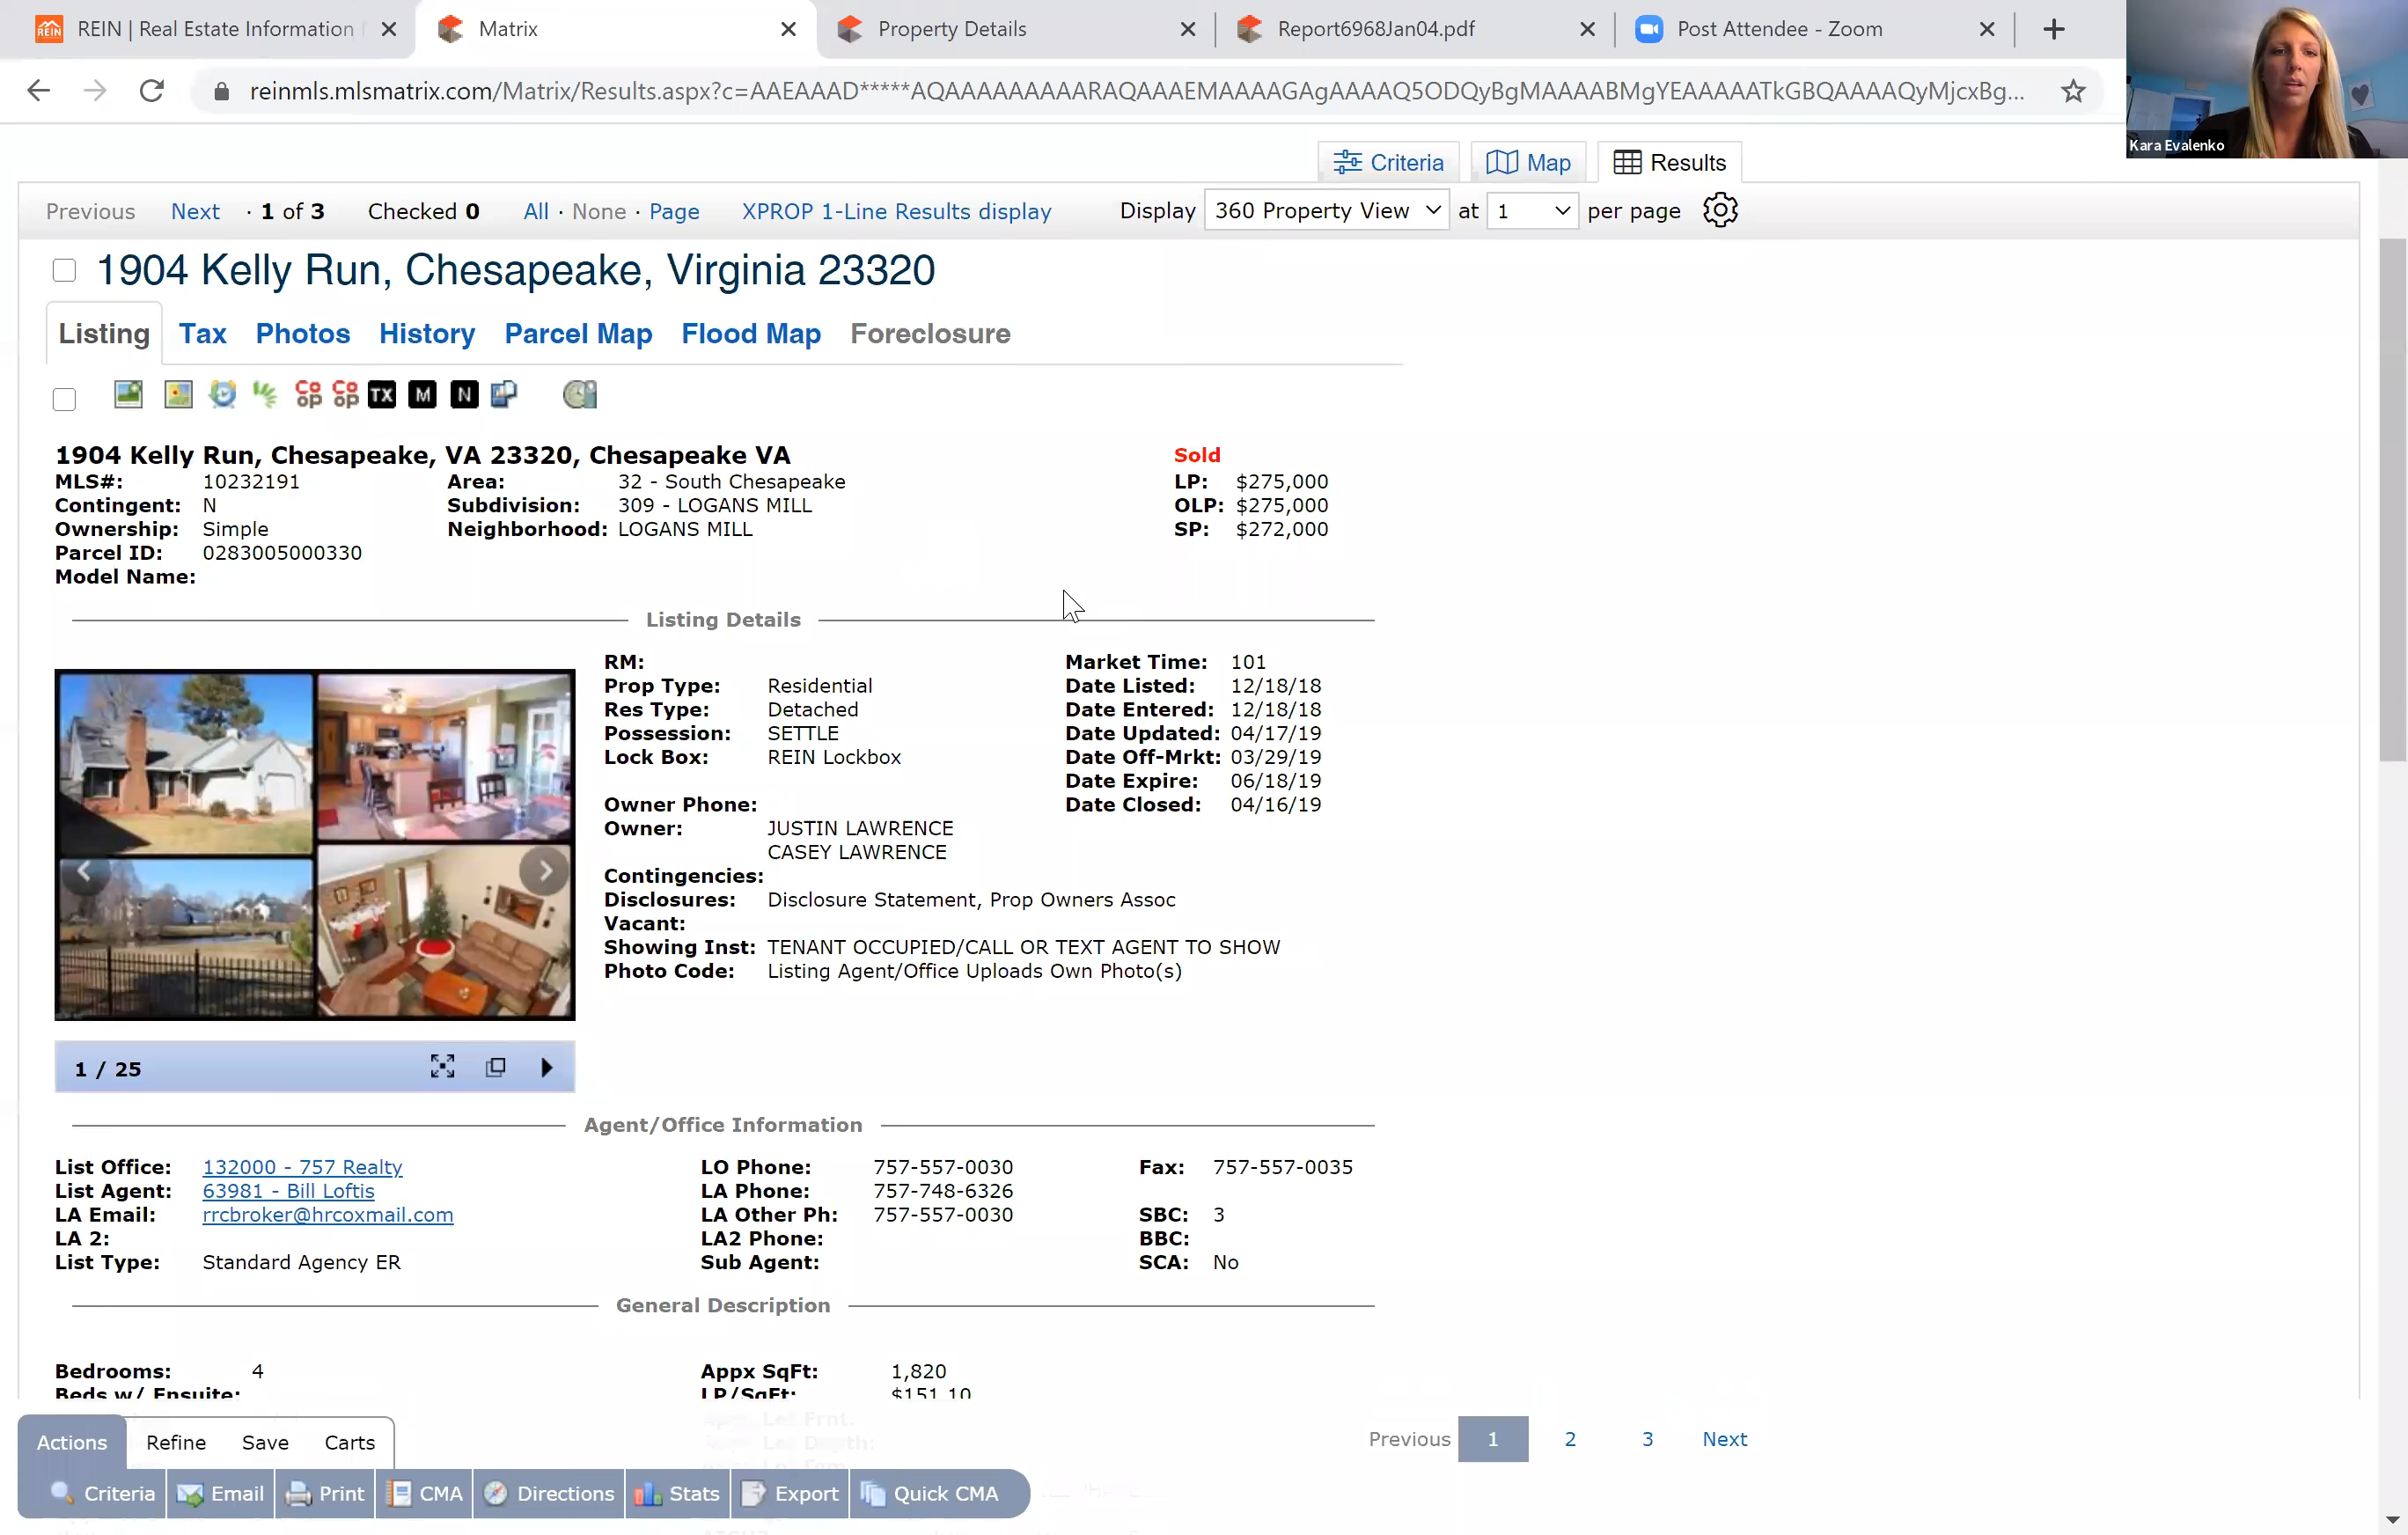 REIN | Real Estate Information
Matrix
Property Details
Report6968Jan04.pdf
Post Attendee - Zoom
reinmls.mlsmatrix.com/Matrix/Results.aspx?c=AAEAAAD*****AQAAAAAAAAARAQAAAEMAAAAGAgAAAAQ5ODQyBgMAAAABMgYEAAAAATkGBQAAAAQyMjcxBg...
Kara Evalenko
Criteria Map Results
Previous Next · 1 of 3 Checked 0 All · None · Page XPROP 1-Line Results display Display 360 Property View at 1 per page
1904 Kelly Run, Chesapeake, Virginia 23320
Listing Tax Photos History Parcel Map Flood Map Foreclosure
CO OP CO OP TX M N
1904 Kelly Run, Chesapeake, VA 23320, Chesapeake VA Sold
MLS#: 10232191 Area: 32 - South Chesapeake LP: $275,000
Contingent: N Subdivision: 309 - LOGANS MILL OLP: $275,000
Ownership: Simple Neighborhood: LOGANS MILL SP: $272,000
Parcel ID: 0283005000330
Model Name:
Listing Details
RM: Market Time: 101
Prop Type: Residential Date Listed: 12/18/18
Res Type: Detached Date Entered: 12/18/18
Possession: SETTLE Date Updated: 04/17/19
Lock Box: REIN Lockbox Date Off-Mrkt: 03/29/19
Date Expire: 06/18/19
Owner Phone: Date Closed: 04/16/19
Owner: JUSTIN LAWRENCE
CASEY LAWRENCE
Contingencies:
Disclosures: Disclosure Statement, Prop Owners Assoc
Vacant:
Showing Inst: TENANT OCCUPIED/CALL OR TEXT AGENT TO SHOW
Photo Code: Listing Agent/Office Uploads Own Photo(s)
1 / 25
Agent/Office Information
List Office: 132000 - 757 Realty LO Phone: 757-557-0030 Fax: 757-557-0035
List Agent: 63981 - Bill Loftis LA Phone: 757-748-6326
LA Email: rrcbroker@hrcoxmail.com LA Other Ph: 757-557-0030 SBC: 3
LA 2: LA2 Phone: BBC:
List Type: Standard Agency ER Sub Agent: SCA: No
General Description
Bedrooms: 4 Appx SqFt: 1,820
Beds w/ Ensuite: LP/SqFt: $151.10
Actions Refine Save Carts
Previous 1 2 3 Next
Criteria Email Print CMA Directions Stats Export Quick CMA